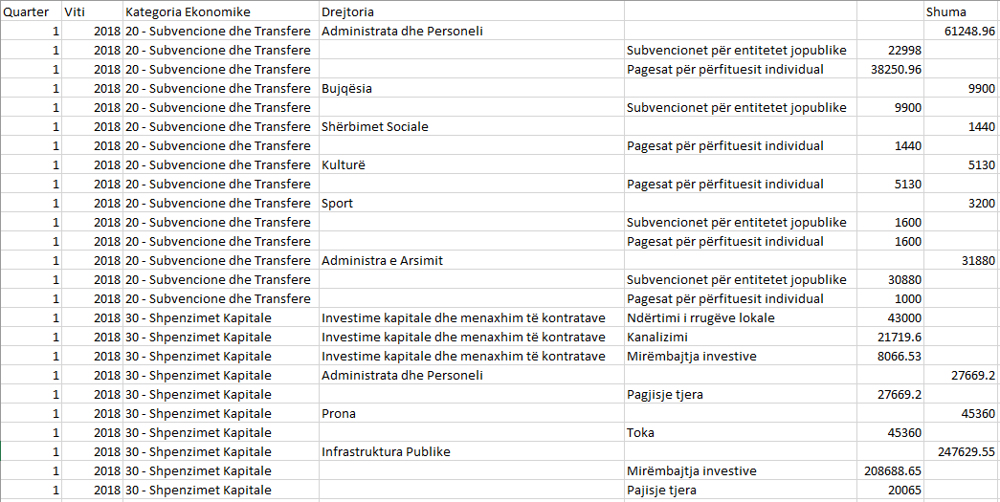 Quarter Viti Kategoria Ekonomike Drejtoria Shuma
1 2018 20 - Subvencione dhe Transfere Administrata dhe Personeli 61248.96
1 2018 20 - Subvencione dhe Transfere Subvencionet për entitetet jopublike 22998
1 2018 20 - Subvencione dhe Transfere Pagesat për përfituesit individual 38250.96
1 2018 20 - Subvencione dhe Transfere Bujqësia 9900
1 2018 20 - Subvencione dhe Transfere Subvencionet për entitetet jopublike 9900
1 2018 20 - Subvencione dhe Transfere Shërbimet Sociale 1440
1 2018 20 - Subvencione dhe Transfere Pagesat për përfituesit individual 1440
1 2018 20 - Subvencione dhe Transfere Kulturë 5130
1 2018 20 - Subvencione dhe Transfere Pagesat për përfituesit individual 5130
1 2018 20 - Subvencione dhe Transfere Sport 3200
1 2018 20 - Subvencione dhe Transfere Subvencionet për entitetet jopublike 1600
1 2018 20 - Subvencione dhe Transfere Pagesat për përfituesit individual 1600
1 2018 20 - Subvencione dhe Transfere Administra e Arsimit 31880
1 2018 20 - Subvencione dhe Transfere Subvencionet për entitetet jopublike 30880
1 2018 20 - Subvencione dhe Transfere Pagesat për përfituesit individual 1000
1 2018 30 - Shpenzimet Kapitale Investime kapitale dhe menaxhim të kontratave Ndërtimi i rrugëve lokale 43000
1 2018 30 - Shpenzimet Kapitale Investime kapitale dhe menaxhim të kontratave Kanalizimi 21719.6
1 2018 30 - Shpenzimet Kapitale Investime kapitale dhe menaxhim të kontratave Mirëmbajtja investive 8066.53
1 2018 30 - Shpenzimet Kapitale Administrata dhe Personeli 27669.2
1 2018 30 - Shpenzimet Kapitale Pagjisje tjera 27669.2
1 2018 30 - Shpenzimet Kapitale Prona 45360
1 2018 30 - Shpenzimet Kapitale Toka 45360
1 2018 30 - Shpenzimet Kapitale Infrastruktura Publike 247629.55
1 2018 30 - Shpenzimet Kapitale Mirëmbajtja investive 208688.65
1 2018 30 - Shpenzimet Kapitale Pajisje tjera 20065